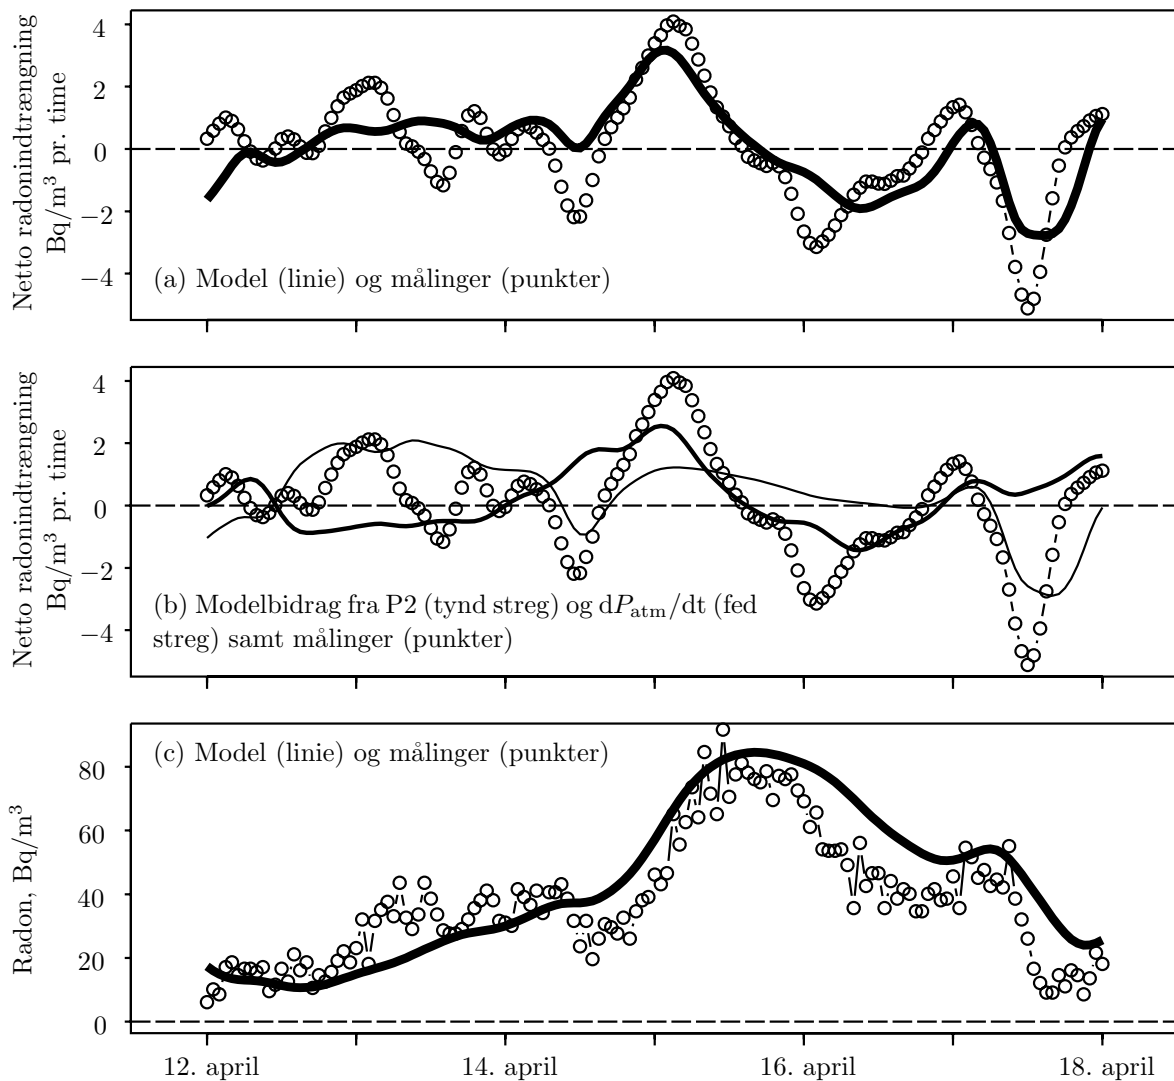 Netto radonindtrængning
Bq/m³ pr. time
4
2
0
−2
−4
(a) Model (linie) og målinger (punkter)
Netto radonindtrængning
Bq/m³ pr. time
4
2
0
−2
−4
(b) Modelbidrag fra P2 (tynd streg) og dPatm/dt (fed
streg) samt målinger (punkter)
Radon, Bq/m³
80
60
40
20
0
(c) Model (linie) og målinger (punkter)
12. april 14. april 16. april 18. april